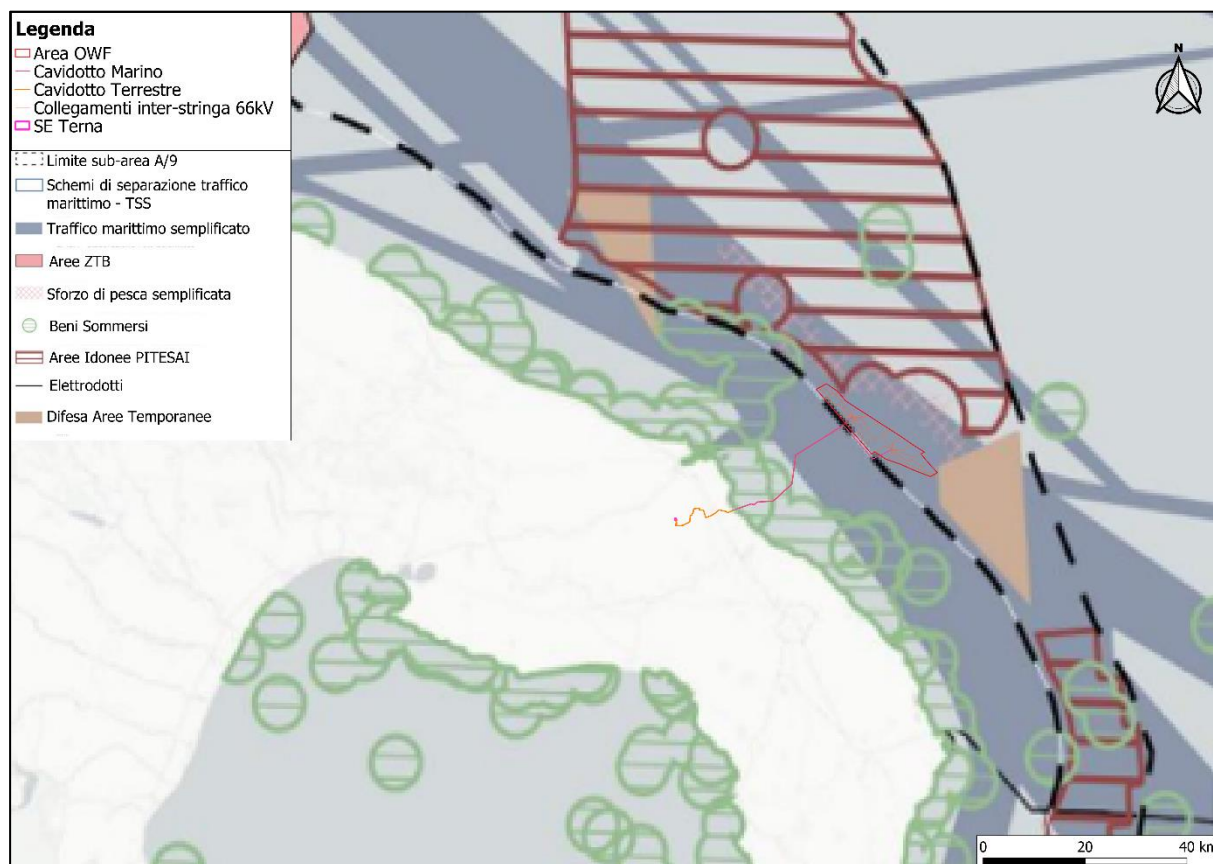 Legenda
Area OWF
Cavidotto Marino
Cavidotto Terrestre
Collegamenti inter-stringa 66kV
SE Terna
Limite sub-area A/9
Schemi di separazione traffico
marittimo - TSS
Traffico marittimo semplificato
Aree ZTB
Sforzo di pesca semplificata
Beni Sommersi
Aree Idonee PITESAI
Elettrodotti
Difesa Aree Temporanee
N
0 20 40 km